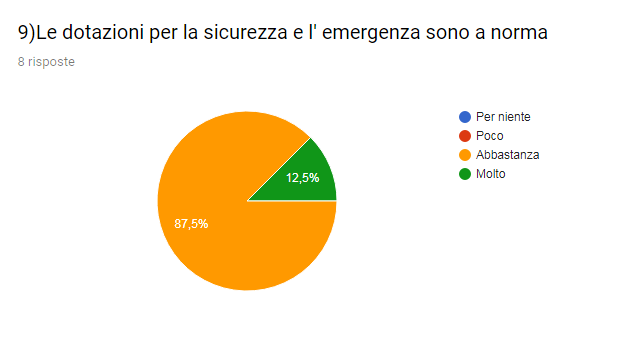 9)Le dotazioni per la sicurezza e l' emergenza sono a norma
8 risposte
Per niente
Poco
Abbastanza
Molto
12,5%
87,5%